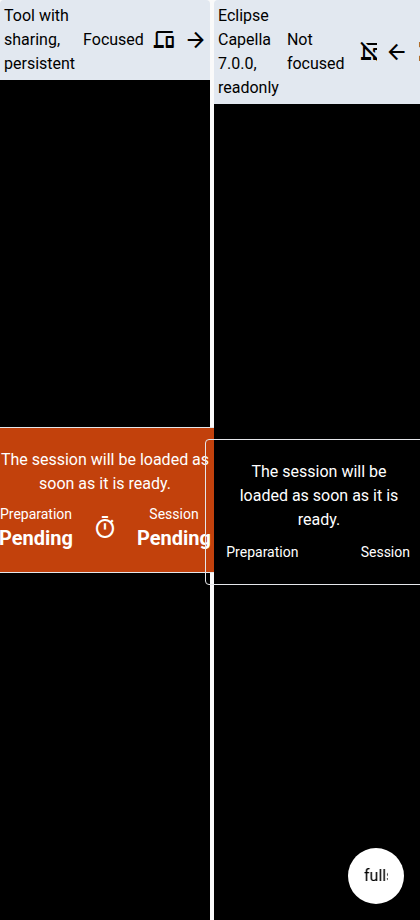 Tool with
sharing,
persistent
Focused
Eclipse
Capella
7.0.0,
readonly
Not
focused
The session will be loaded as
soon as it is ready.
Preparation
Pending
Session
Pending
The session will be
loaded as soon as it is
ready.
Preparation
Session
full